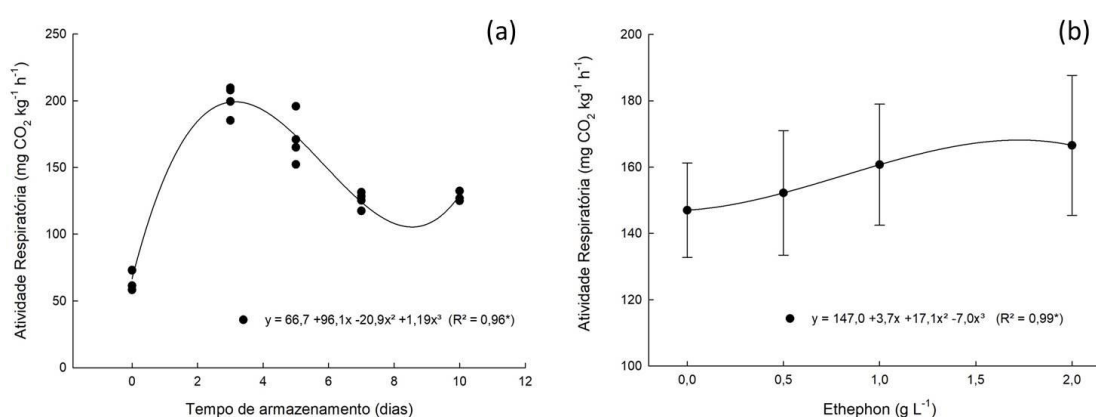 (a)
Atividade Respiratória (mg CO₂ kg⁻¹ h⁻¹)
250
200
150
100
50
0
y = 66,7 +96,1x -20,9x² +1,19x³ (R² = 0,96*)
0 2 4 6 8 10 12
Tempo de armazenamento (dias)
(b)
Atividade Respiratória (mg CO₂ kg⁻¹ h⁻¹)
200
180
160
140
120
100
y = 147,0 +3,7x +17,1x² -7,0x³ (R² = 0,99*)
0,0 0,5 1,0 1,5 2,0
Ethephon (g L⁻¹)